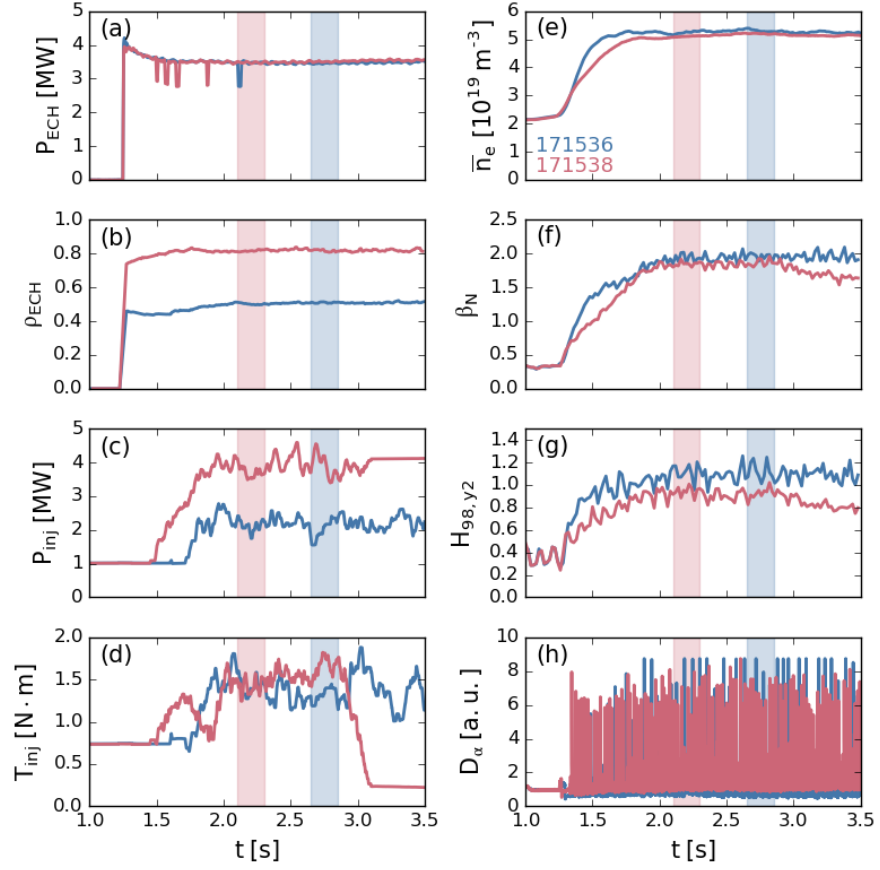 (a)
P_ECH [MW]
5
4
3
2
1
0
(b)
ρ_ECH
1.0
0.8
0.6
0.4
0.2
0.0
(c)
P_inj [MW]
5
4
3
2
1
0
(d)
T_inj [N · m]
2.0
1.5
1.0
0.5
0.0
1.0 1.5 2.0 2.5 3.0 3.5
t [s]
(e)
n̅_e [10^19 m^-3]
6
5
4
3
2
1
0
171536
171538
(f)
β_N
2.5
2.0
1.5
1.0
0.5
0.0
(g)
H_98,y2
1.4
1.2
1.0
0.8
0.6
0.4
0.2
0.0
(h)
D_α [a. u.]
10
8
6
4
2
0
1.0 1.5 2.0 2.5 3.0 3.5
t [s]